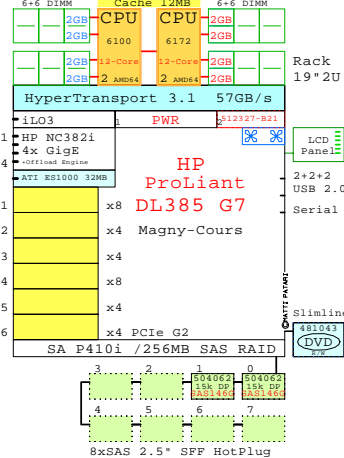 6+6 DIMM Cache 12MB 6+6 DIMM
2GB CPU CPU 2GB
2GB 6100 6172 2GB
2GB 12-Core 12-Core 2GB
2GB 2 AMD64 2 AMD64 2GB
Rack
19"2U
HyperTransport 3.1 57GB/s
iLO3 1 PWR 2 512327-B21
1 HP NC382i
4x GigE
4 +Offload Engine
ATI ES1000 32MB
LCD
Panel
2+2+2
USB 2.0
Serial
HP
ProLiant
DL385 G7
Magny-Cours
1 x8
2 x4
3 x4
4 x8
5 x4
6 x4 PCIe G2
©MATTI PATARI
Slimline
481043
DVD
R/W
SA P410i /256MB SAS RAID
3 2 1 0
504062 504062
15k DP 15k DP
SAS146G SAS146G
4 5 6 7
8xSAS 2.5" SFF HotPlug